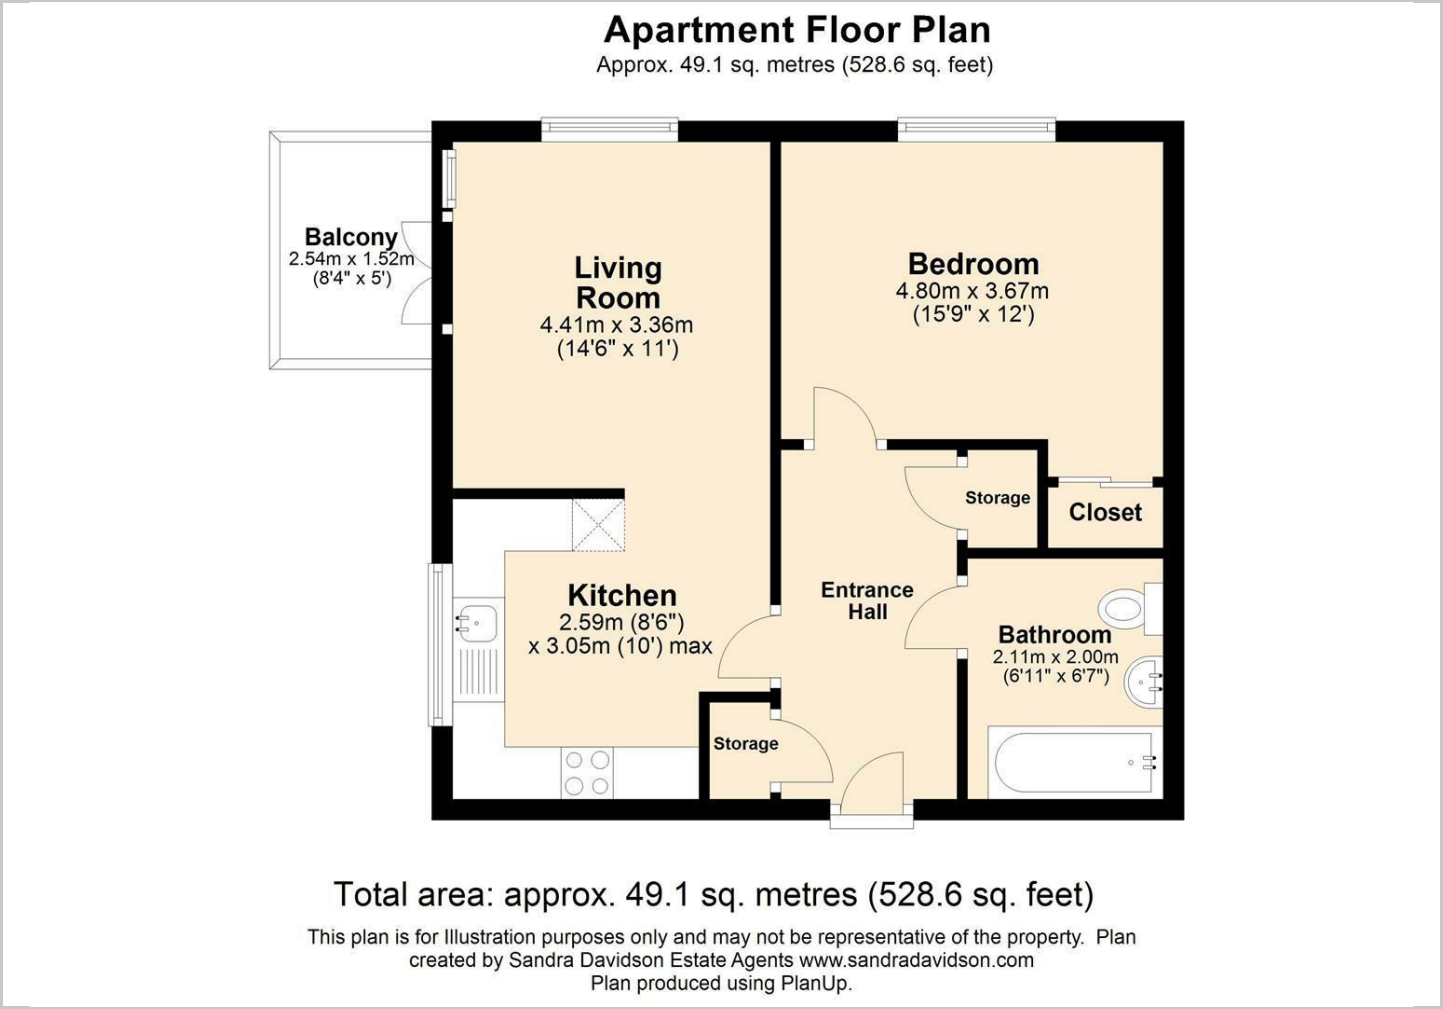 Apartment Floor Plan
Approx. 49.1 sq. metres (528.6 sq. feet)
Balcony
2.54m x 1.52m
(8'4" x 5')
Living
Room
4.41m x 3.36m
(14'6" x 11')
Bedroom
4.80m x 3.67m
(15'9" x 12')
Storage
Closet
Kitchen
2.59m (8'6")
x 3.05m (10') max
Entrance
Hall
Bathroom
2.11m x 2.00m
(6'11" x 6'7")
Storage
Total area: approx. 49.1 sq. metres (528.6 sq. feet)
This plan is for Illustration purposes only and may not be representative of the property.  Plan
created by Sandra Davidson Estate Agents www.sandradavidson.com
Plan produced using PlanUp.